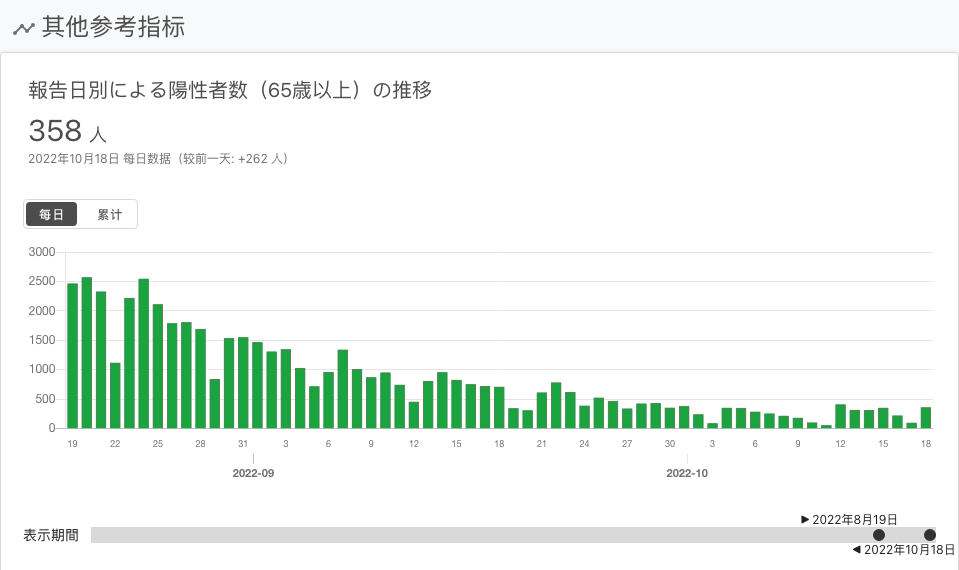 其他参考指标
報告日別による陽性者数（65歳以上）の推移
358 人
2022年10月18日 每日数据（较前一天: +262 人）
每日 累计
3000
2500
2000
1500
1000
500
0
19 22 25 28 31 3 6 9 12 15 18 21 24 27 30 3 6 9 12 15 18
2022-09 2022-10
▶ 2022年8月19日
表示期間
◀ 2022年10月18日